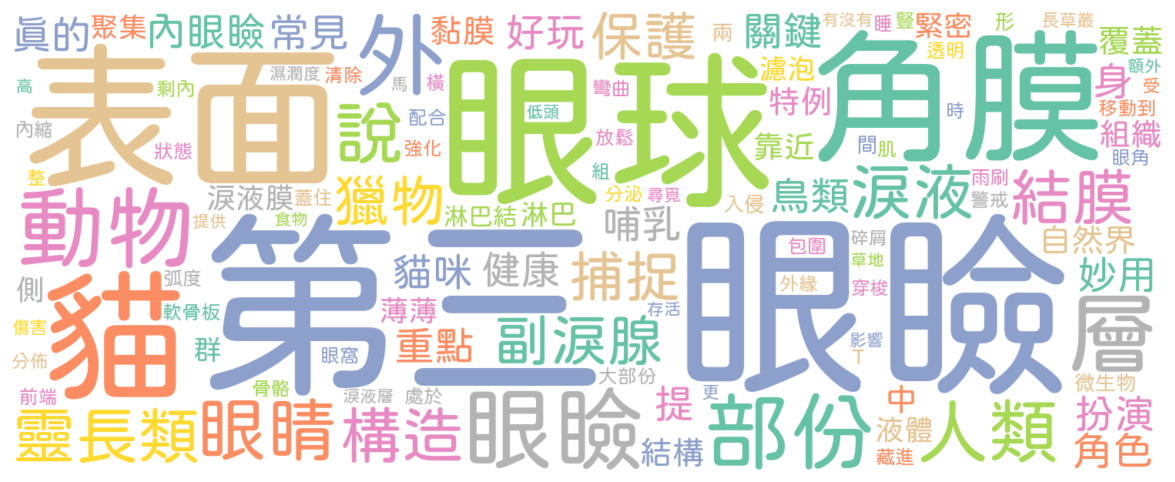 真的 聚集 內眼瞼 常見 外 黏膜 好玩 保護 兩 關鍵 有沒有 睡 豎 緊密 形 長草叢 覆蓋
高 表面 剩內 濕潤度 清除 馬 橫 眼球 彎曲 濾泡 特例 角膜 透明 身 額外 受
內縮 狀態 說 配合 強化 低頭 放鬆 靠近 間 肌 時 移動到 組織 眼角
整 動物 淚液膜 蓋住 獵物 淋巴結 淋巴 組 分泌 尋覓 入侵 鳥類 淚液 雨刷 警戒 結膜
提供 食物 第三眼瞼 哺乳 包圍 碎屑 草地 自然界
側 弧度 貓 貓咪 健康 捕捉 外緣 穿梭 妙用
傷害 軟骨板 薄薄 存活 層
分佈 群 眼窩 重點 副淚腺 影響 T
前端 骨骼 淚液層 處於 眼瞼 大部份 更 微生物
靈長類 眼睛 構造 結構 提 部份 中 液體 藏進 人類 扮演 角色